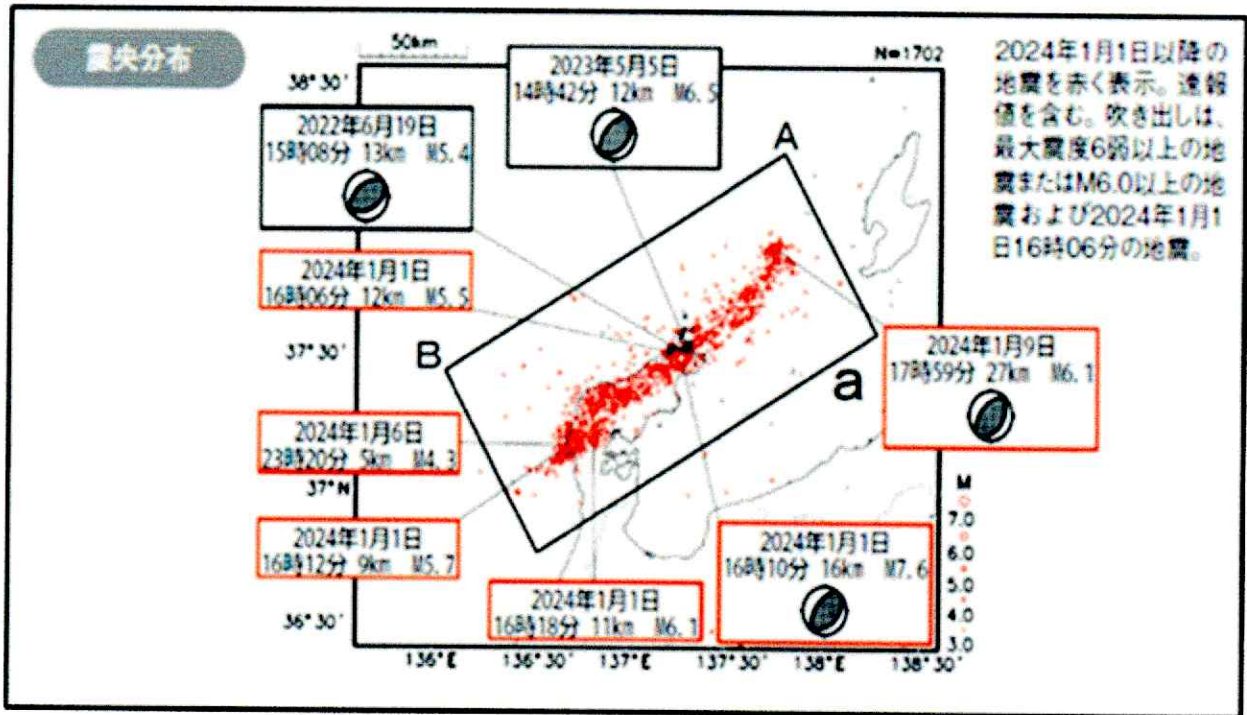 震央分布
50km
N=1702
2024年1月1日以降の
地震を赤く表示。速報
値を含む。吹き出しは、
最大震度6弱以上の地
震またはM6.0以上の地
震および2024年1月1
日16時06分の地震。
38°30'
2023年5月5日
14時42分 12km M6.5
2022年6月19日
15時08分 13km M5.4
A
2024年1月1日
16時06分 12km M5.5
37°30'
B
a
2024年1月9日
17時59分 27km M6.1
2024年1月6日
23時20分 5km M4.3
37°N
2024年1月1日
16時12分 9km M5.7
2024年1月1日
16時18分 11km M6.1
2024年1月1日
16時10分 16km M7.6
M
7.0
6.0
5.0
4.0
3.0
36°30'
136°E
136°30'
137°E
137°30'
138°E
138°30'